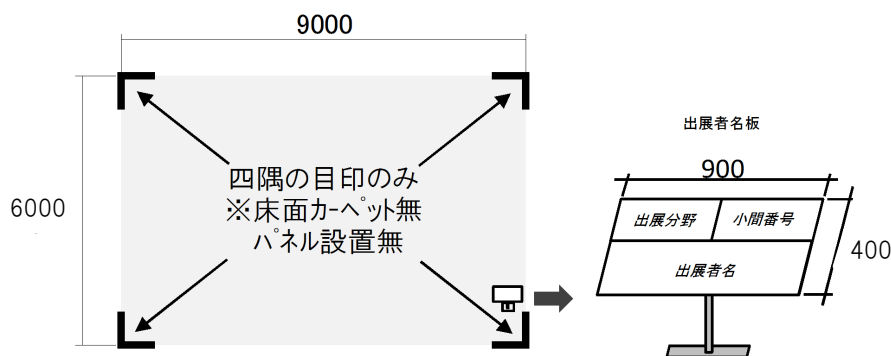 9000
6000
四隅の目印のみ
※床面カーペット無
パネル設置無
出展者名板
900
400
出展分野
小間番号
出展者名